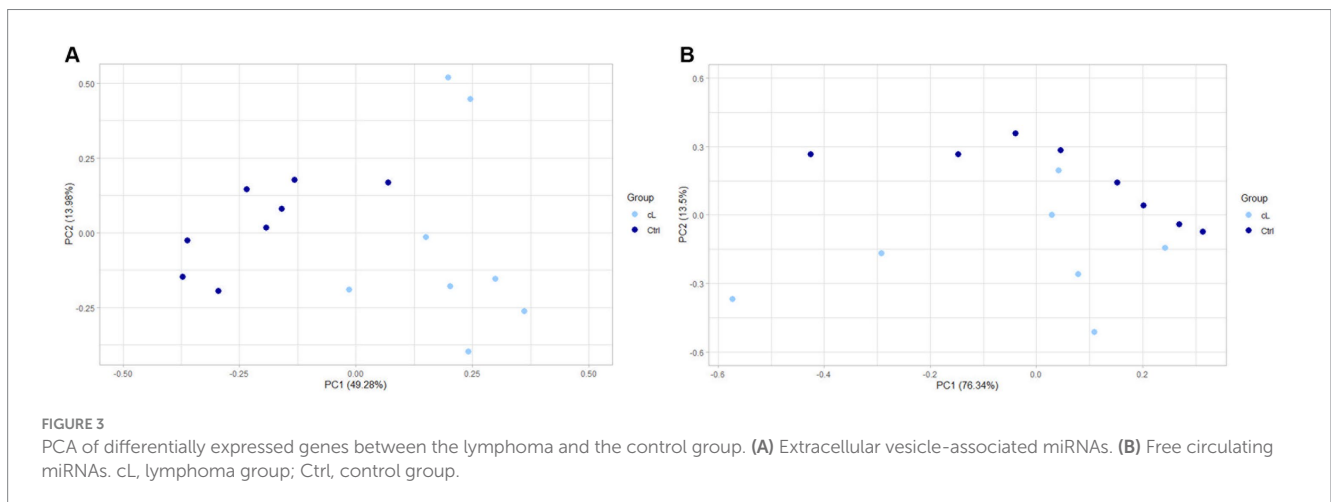 A
0.50
0.25
0.00
-0.25
PC2 (13.98%)
-0.50
-0.25
0.00
0.25
0.50
PC1 (49.28%)
Group
cL
Ctrl
B
0.6
0.3
0.0
-0.3
-0.6
PC2 (13.5%)
-0.6
-0.4
-0.2
0.0
0.2
PC1 (76.34%)
Group
cL
Ctrl
FIGURE 3
PCA of differentially expressed genes between the lymphoma and the control group. (A) Extracellular vesicle-associated miRNAs. (B) Free circulating
miRNAs. cL, lymphoma group; Ctrl, control group.